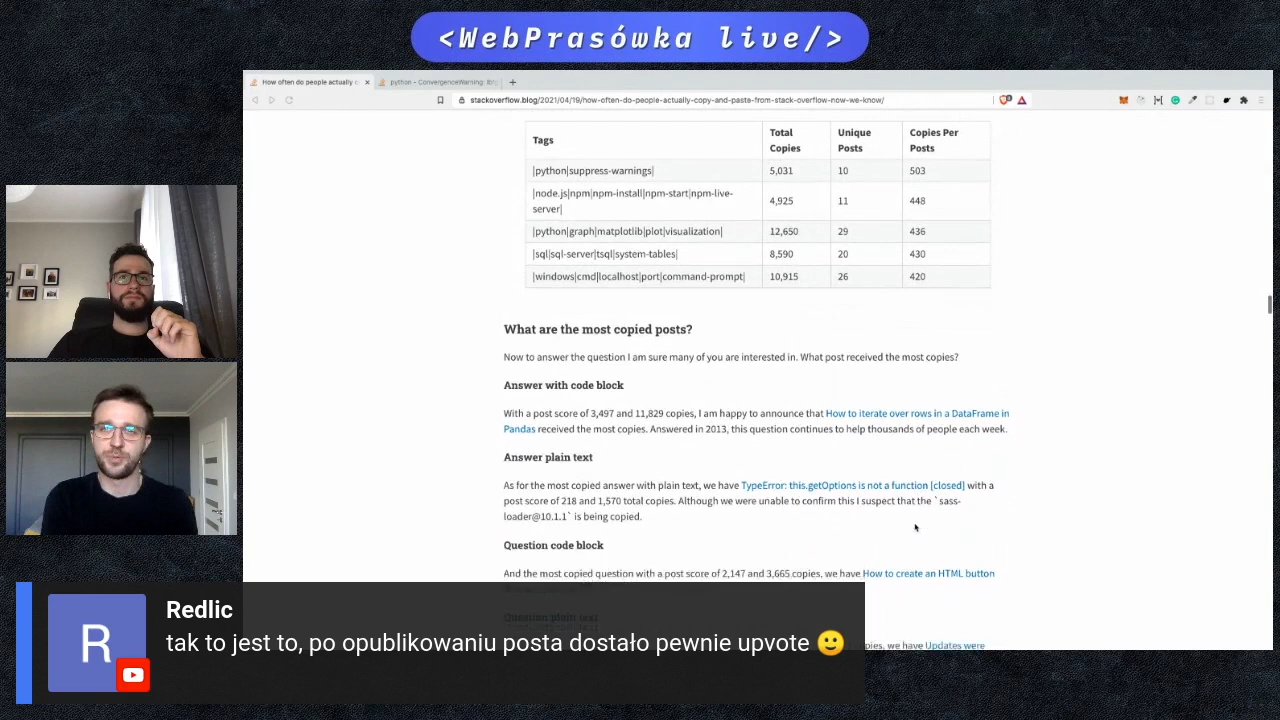 <WebPrasówka live/>
How often do people actually c
python - ConvergenceWarning: libl
stackoverflow.blog/2021/04/19/how-often-do-people-actually-copy-and-paste-from-stack-overflow-now-we-know/
Tags
Total Copies
Unique Posts
Copies Per Posts
|python|suppress-warnings| 5,031 10 503
|node.js|npm|npm-install|npm-start|npm-live-
server| 4,925 11 448
|python|graph|matplotlib|plot|visualization| 12,650 29 436
|sql|sql-server|tsql|system-tables| 8,590 20 430
|windows|cmd|localhost|port|command-prompt| 10,915 26 420
What are the most copied posts?
Now to answer the question I am sure many of you are interested in. What post received the most copies?
Answer with code block
With a post score of 3,497 and 11,829 copies, I am happy to announce that How to iterate over rows in a DataFrame in
Pandas received the most copies. Answered in 2013, this question continues to help thousands of people each week.
Answer plain text
As for the most copied answer with plain text, we have TypeError: this.getOptions is not a function [closed] with a
post score of 218 and 1,570 total copies. Although we were unable to confirm this I suspect that the `sass-
loader@10.1.1` is being copied.
Question code block
And the most copied question with a post score of 2,147 and 3,665 copies, we have How to create an HTML button
Question plain text
pies, we have Updates were
R
Redlic
tak to jest to, po opublikowaniu posta dostało pewnie upvote 🙂